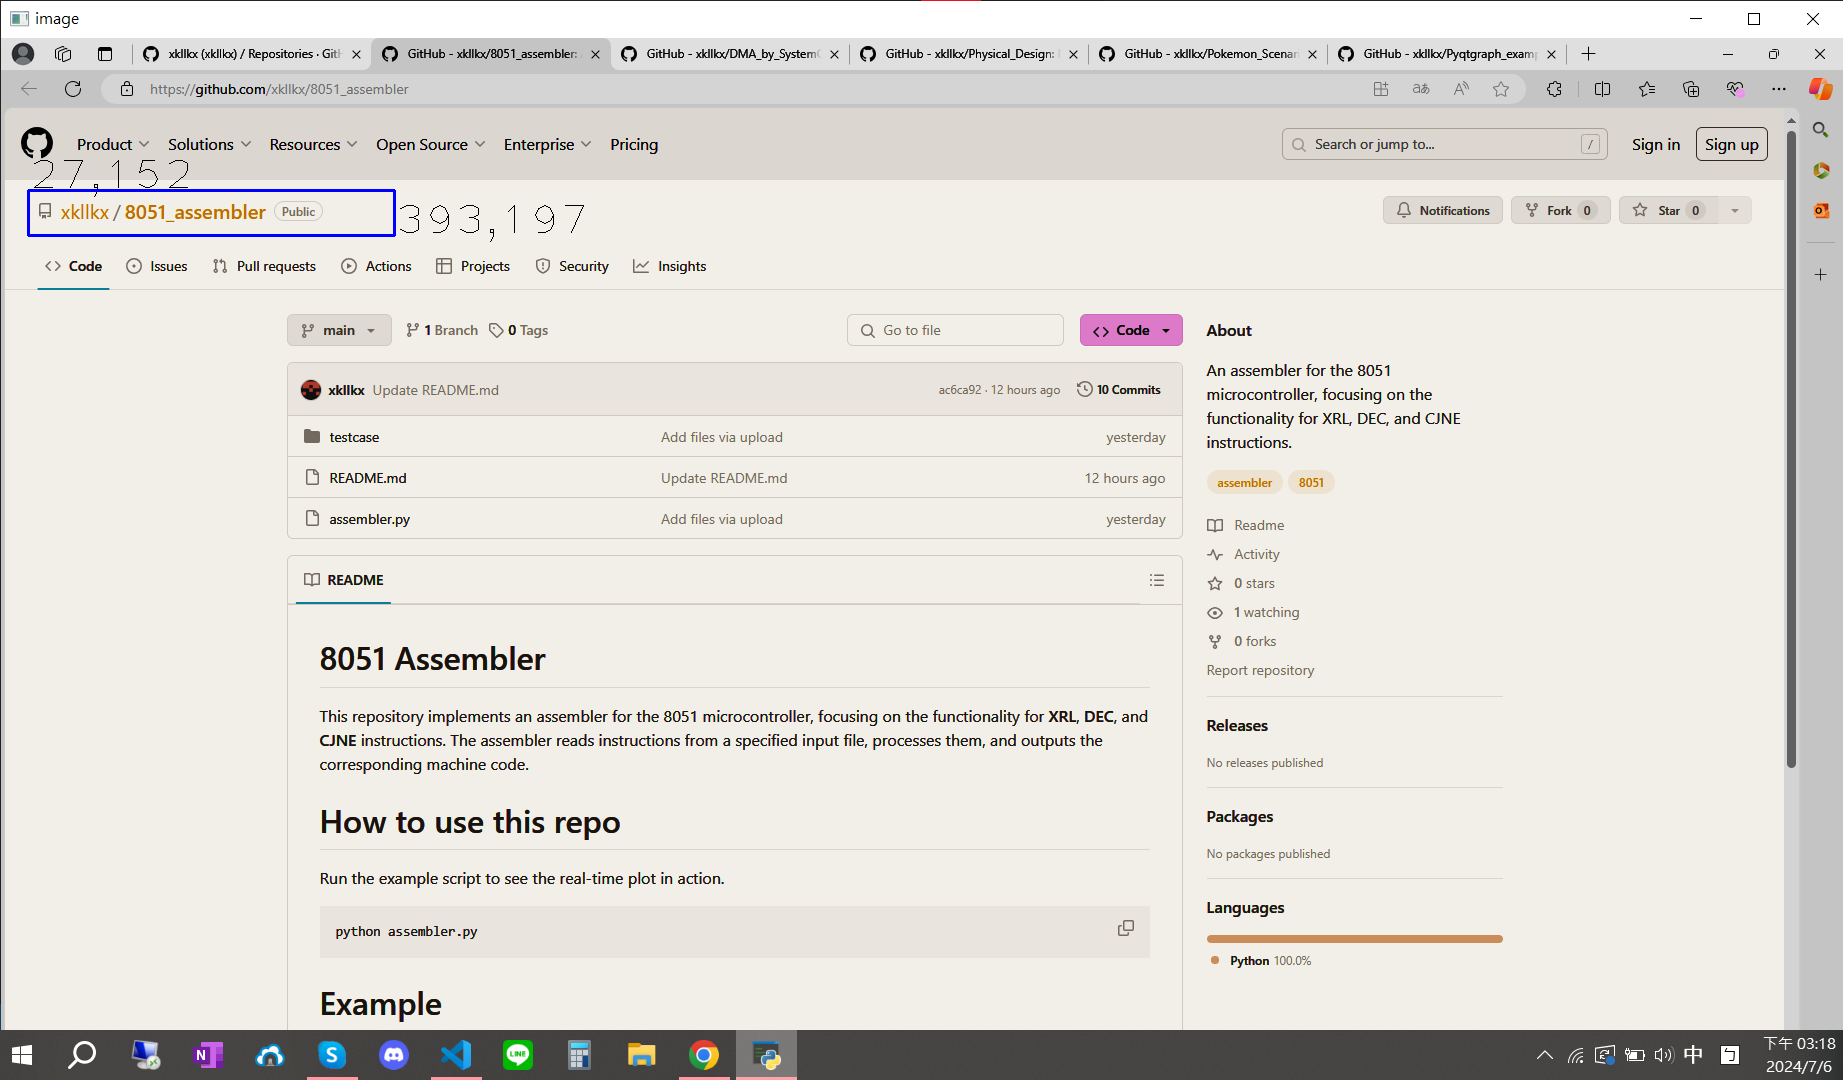 image
xkllkx (xkllkx) / Repositories · GitH
GitHub - xkllkx/8051_assembler: A
GitHub - xkllkx/DMA_by_SystemC
GitHub - xkllkx/Physical_Design:
GitHub - xkllkx/Pokemon_Scenar
GitHub - xkllkx/Pyqtgraph_examp
https://github.com/xkllkx/8051_assembler
Product Solutions Resources Open Source Enterprise Pricing
Search or jump to...
/
Sign in
Sign up
27,152
xkllkx / 8051_assembler Public
393,197
Notifications
Fork 0
Star 0
Code Issues Pull requests Actions Projects Security Insights
main
1 Branch
0 Tags
Go to file
Code
xkllkx Update README.md
ac6ca92 · 12 hours ago
10 Commits
testcase Add files via upload yesterday
README.md Update README.md 12 hours ago
assembler.py Add files via upload yesterday
README
8051 Assembler
This repository implements an assembler for the 8051 microcontroller, focusing on the functionality for XRL, DEC, and
CJNE instructions. The assembler reads instructions from a specified input file, processes them, and outputs the
corresponding machine code.
How to use this repo
Run the example script to see the real-time plot in action.
python assembler.py
Example
About
An assembler for the 8051
microcontroller, focusing on the
functionality for XRL, DEC, and CJNE
instructions.
assembler 8051
Readme
Activity
0 stars
1 watching
0 forks
Report repository
Releases
No releases published
Packages
No packages published
Languages
Python 100.0%
中
下午 03:18
2024/7/6